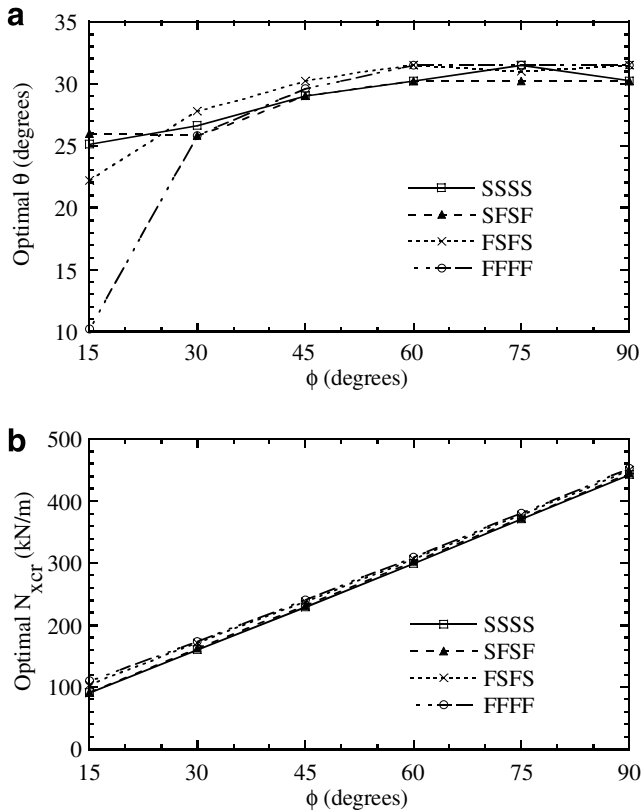 a
35
30
25
20
15
10
Optimal θ (degrees)
SSSS
SFSF
FSFS
FFFF
15 30 45 60 75 90
ϕ (degrees)
b
500
400
300
200
100
0
Optimal Nxcr (kN/m)
SSSS
SFSF
FSFS
FFFF
15 30 45 60 75 90
ϕ (degrees)